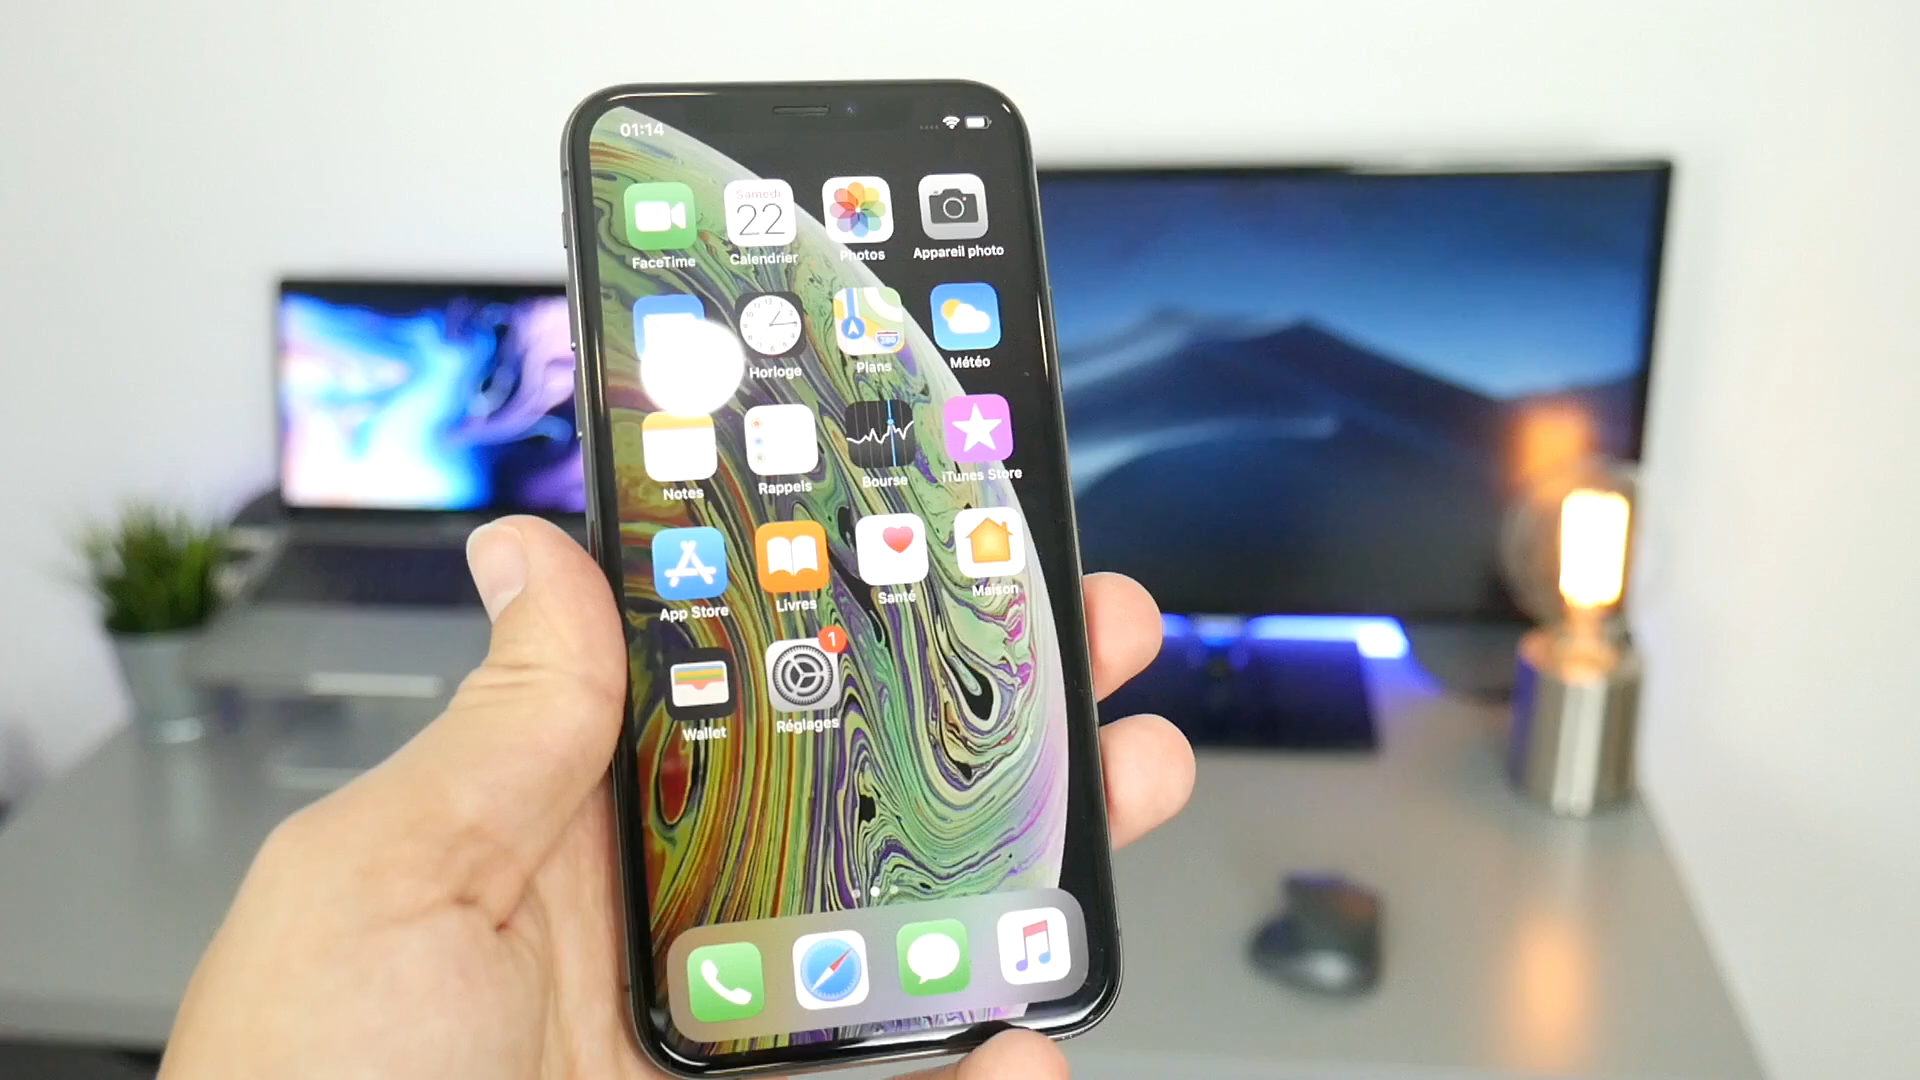 01:14
FaceTime
Samedi
22
Calendrier
Photos
Appareil photo
Horloge
Plans
280
Météo
Notes
Rappels
Bourse
iTunes Store
App Store
Livres
Santé
Maison
Wallet
1
Réglages